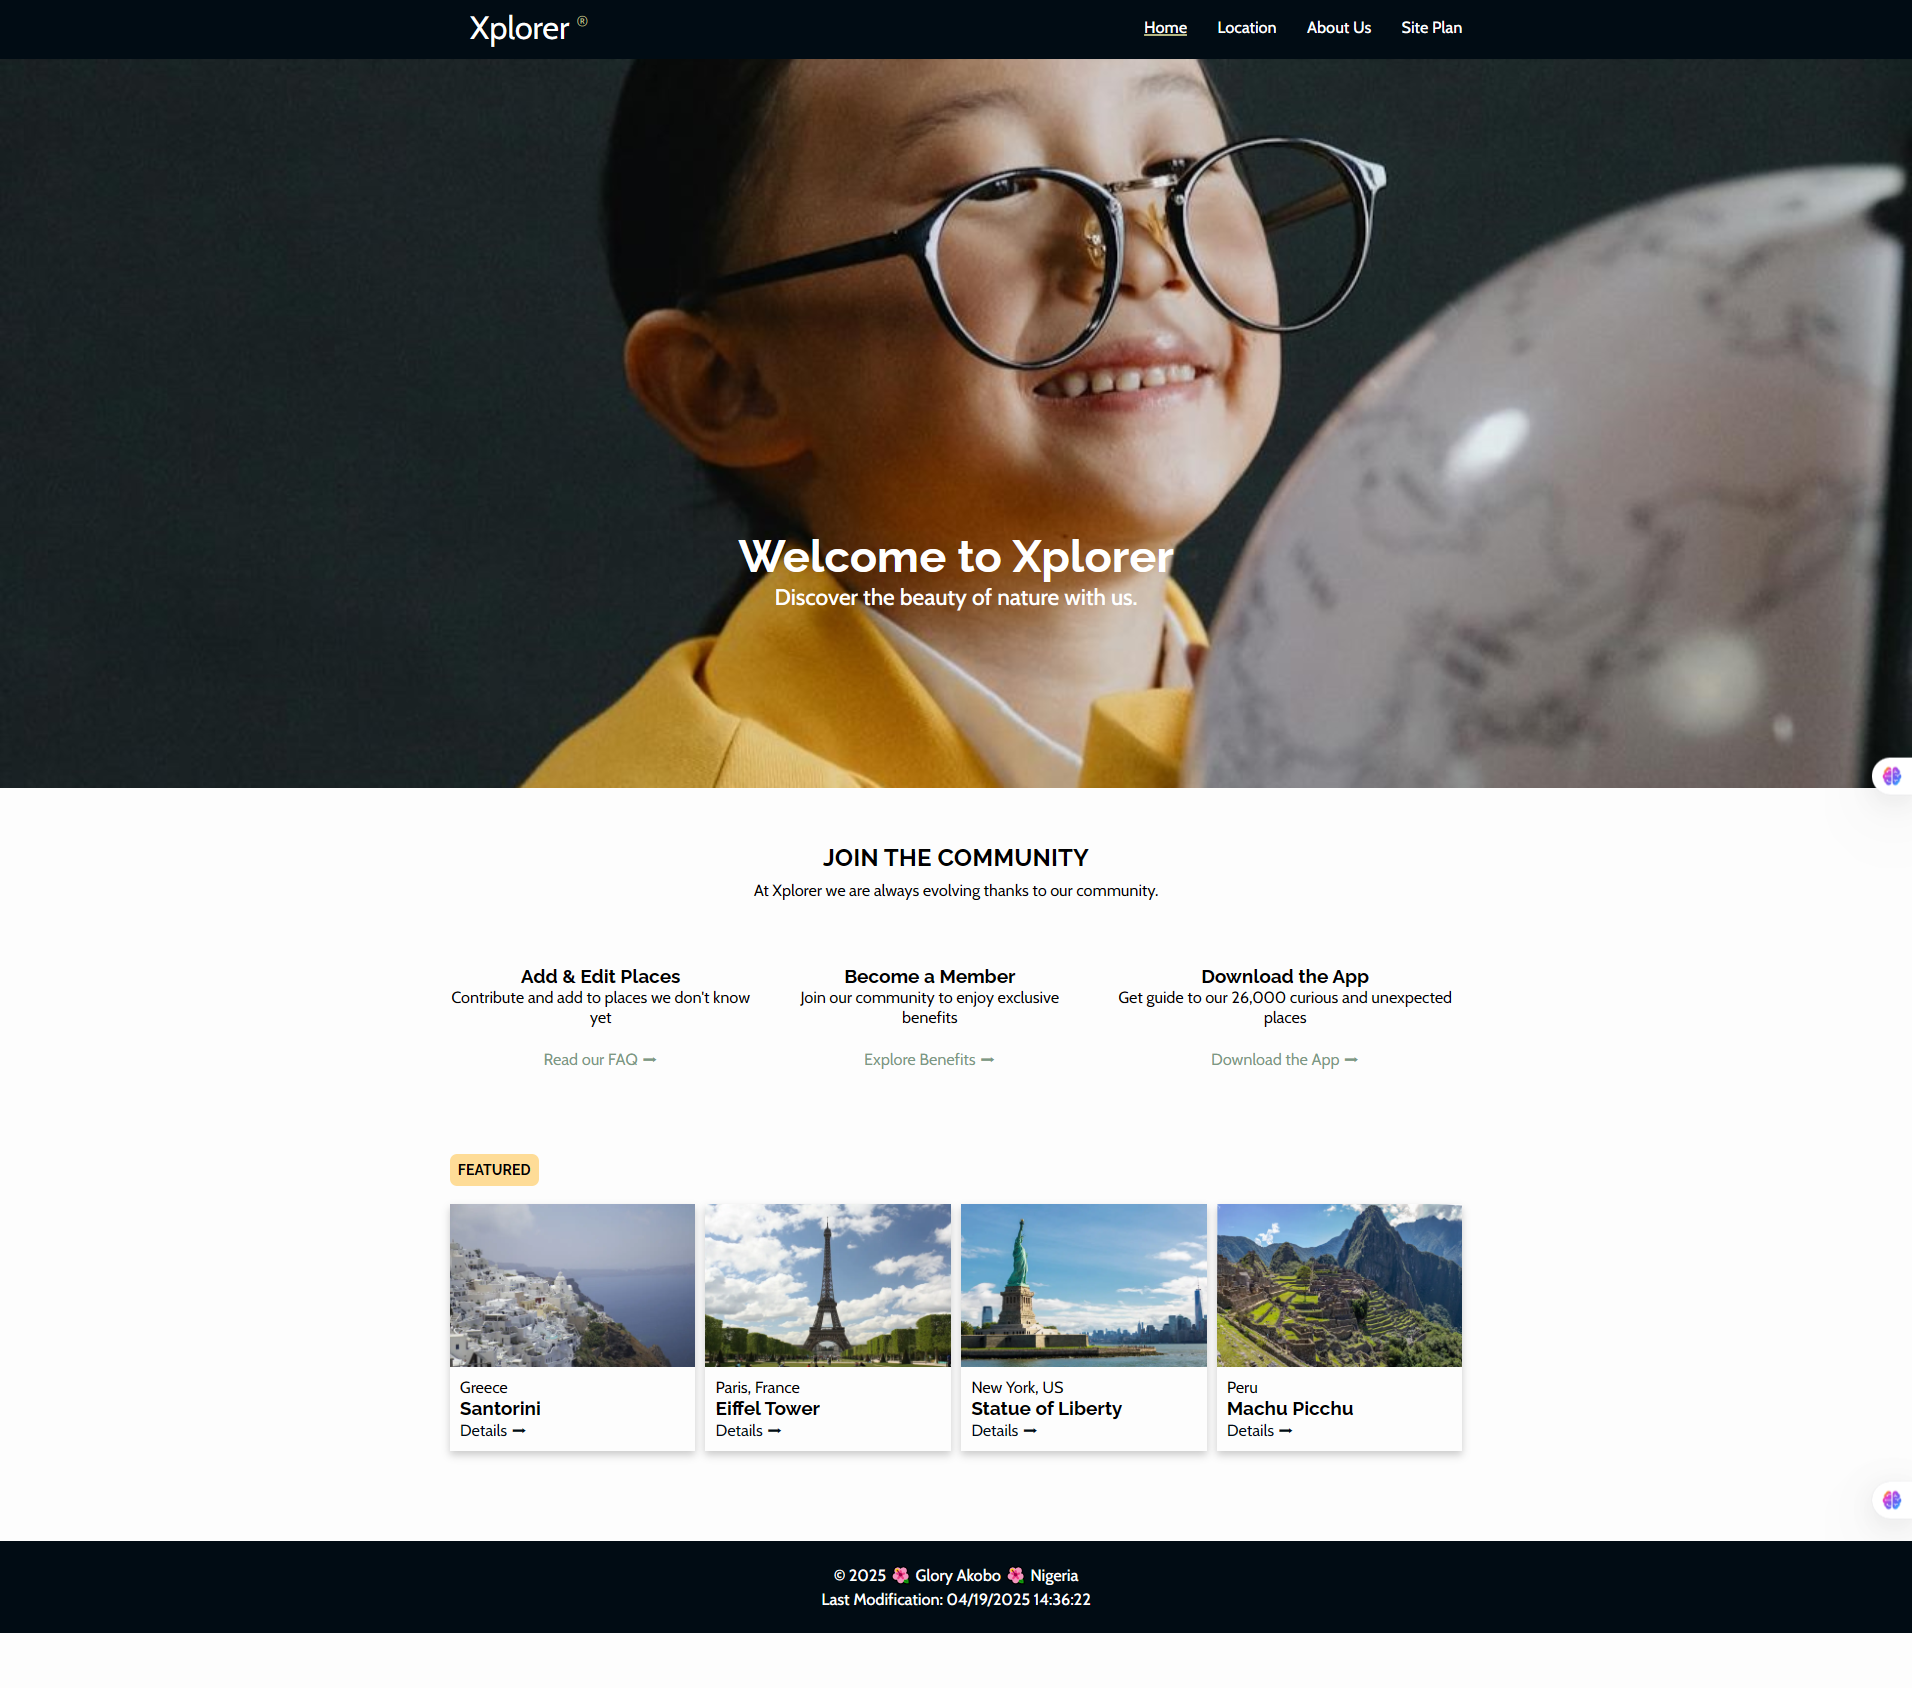 Xplorer ®
Home Location About Us Site Plan
Welcome to Xplorer
Discover the beauty of nature with us.
JOIN THE COMMUNITY
At Xplorer we are always evolving thanks to our community.
Add & Edit Places
Contribute and add to places we don't know
yet
Read our FAQ ➞
Become a Member
Join our community to enjoy exclusive
benefits
Explore Benefits ➞
Download the App
Get guide to our 26,000 curious and unexpected
places
Download the App ➞
FEATURED
Greece
Santorini
Details ➞
Paris, France
Eiffel Tower
Details ➞
New York, US
Statue of Liberty
Details ➞
Peru
Machu Picchu
Details ➞
© 2025 🌺 Glory Akobo 🌺 Nigeria
Last Modification: 04/19/2025 14:36:22